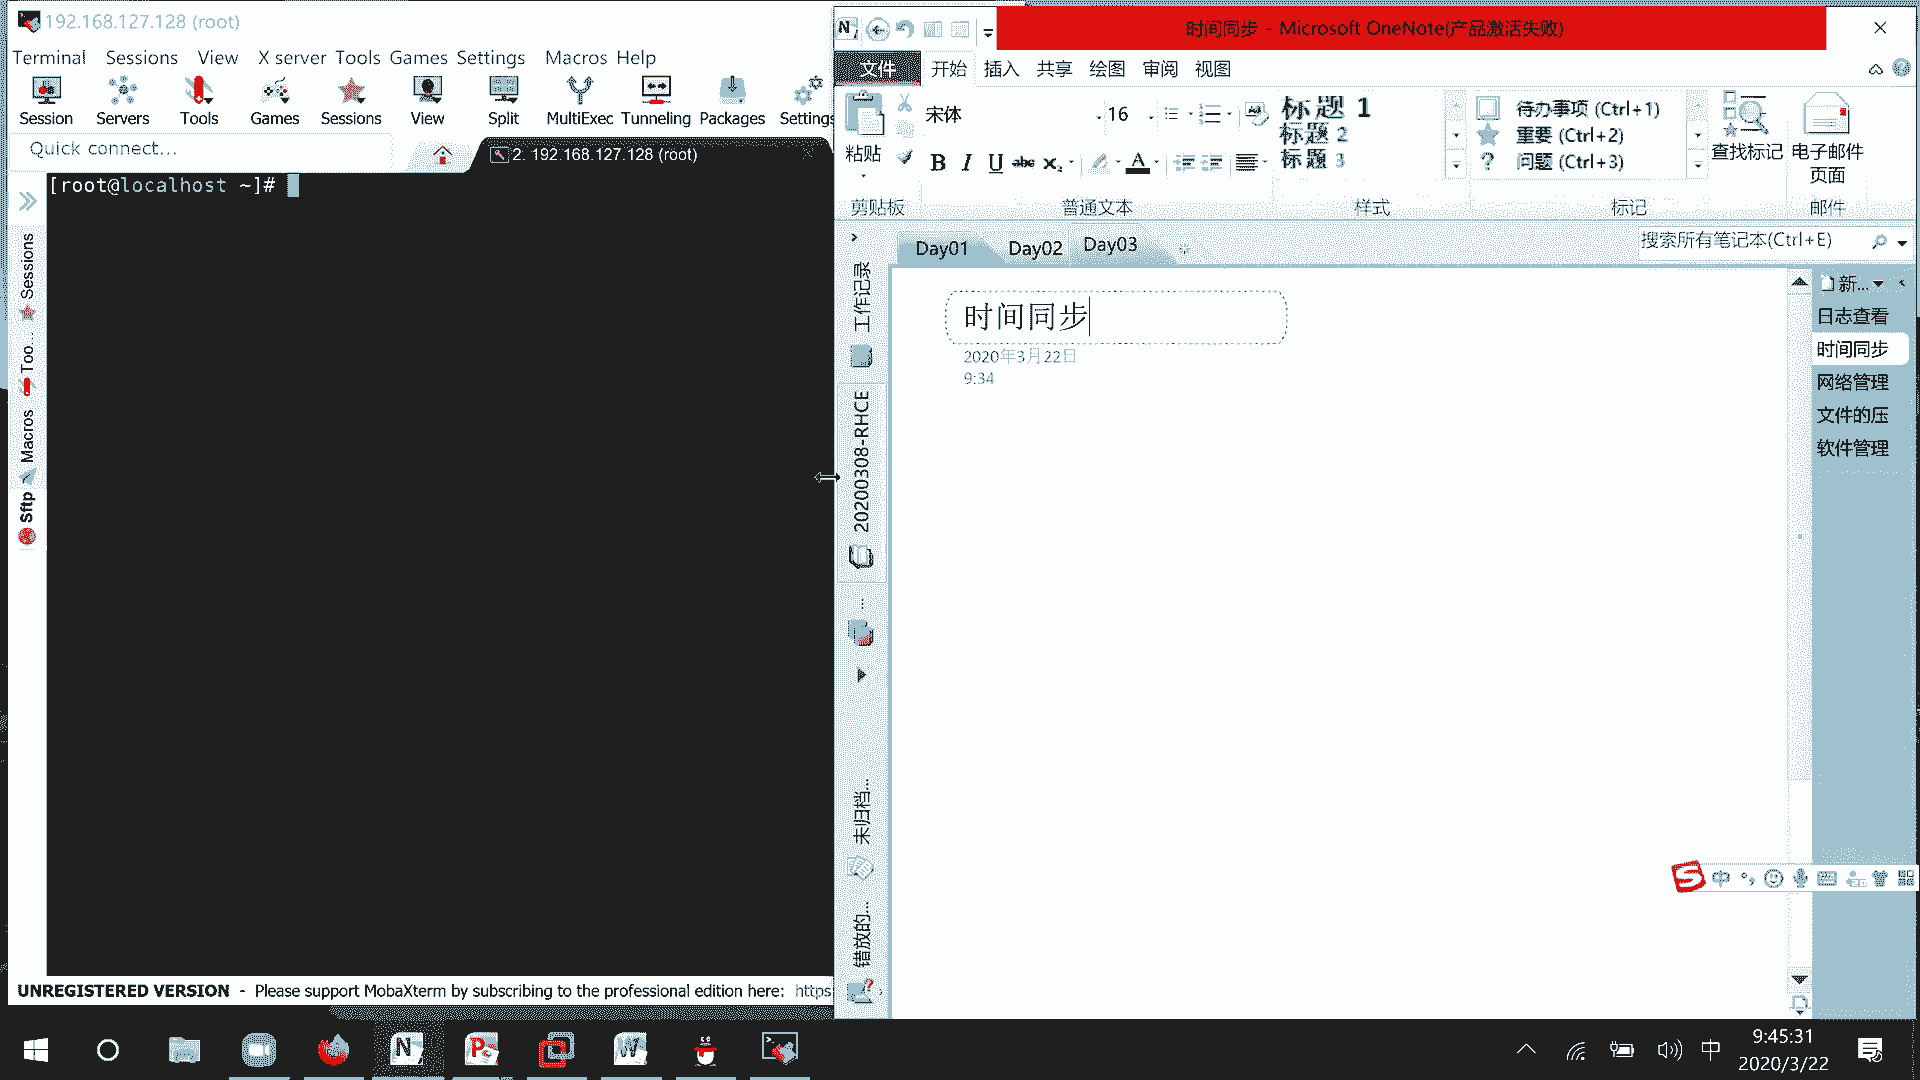 192.168.127.128 (root)
Terminal Sessions View X server Tools Games Settings Macros Help
Session Servers Tools Games Sessions View Split MultiExec Tunneling Packages Settings
Quick connect...
2. 192.168.127.128 (root)
[root@localhost ~]#
Sessions
Too...
Macros
Sftp
UNREGISTERED VERSION - Please support MobaXterm by subscribing to the professional edition here: https
时间同步 - Microsoft OneNote(产品激活失败)
文件 开始 插入 共享 绘图 审阅 视图
粘贴
剪贴板
宋体 16
B I U abc x
A
普通文本
标题 1
标题 2
标题 3
样式
待办事项 (Ctrl+1)
重要 (Ctrl+2)
问题 (Ctrl+3)
标记
查找标记
电子邮件
页面
邮件
Day01 Day02 Day03
搜索所有笔记本(Ctrl+E)
工作记录
20200308-RHCE
...
未归档...
错放的...
时间同步
2020年3月22日
9:34
新...
日志查看
时间同步
网络管理
文件的压
软件管理
中
中
9:45:31
2020/3/22